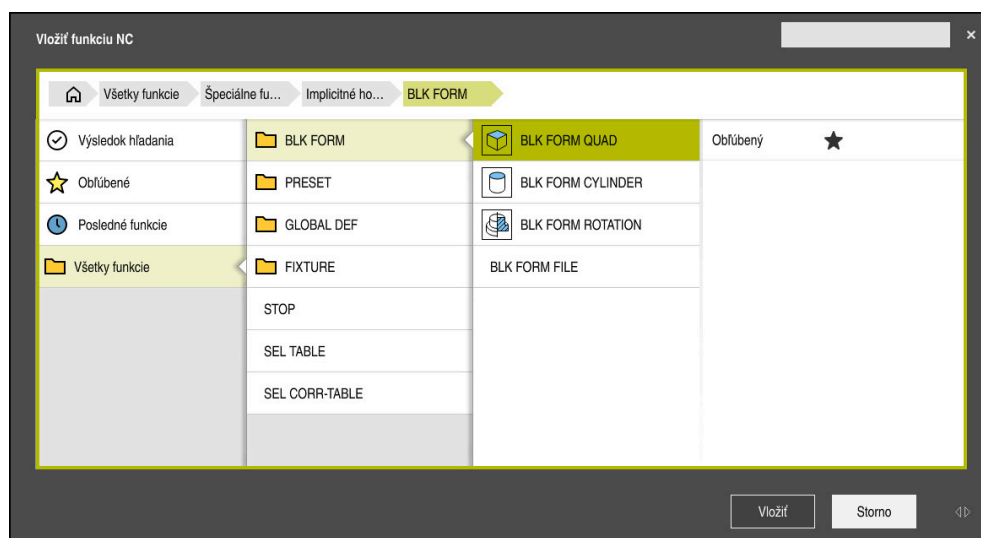 Vložiť funkciu NC
Všetky funkcie Špeciálne fu... Implicitné ho... BLK FORM
Výsledok hľadania
Obľúbené
Posledné funkcie
Všetky funkcie
BLK FORM
PRESET
GLOBAL DEF
FIXTURE
STOP
SEL TABLE
SEL CORR-TABLE
BLK FORM QUAD
BLK FORM CYLINDER
BLK FORM ROTATION
BLK FORM FILE
Obľúbený
Vložiť Storno